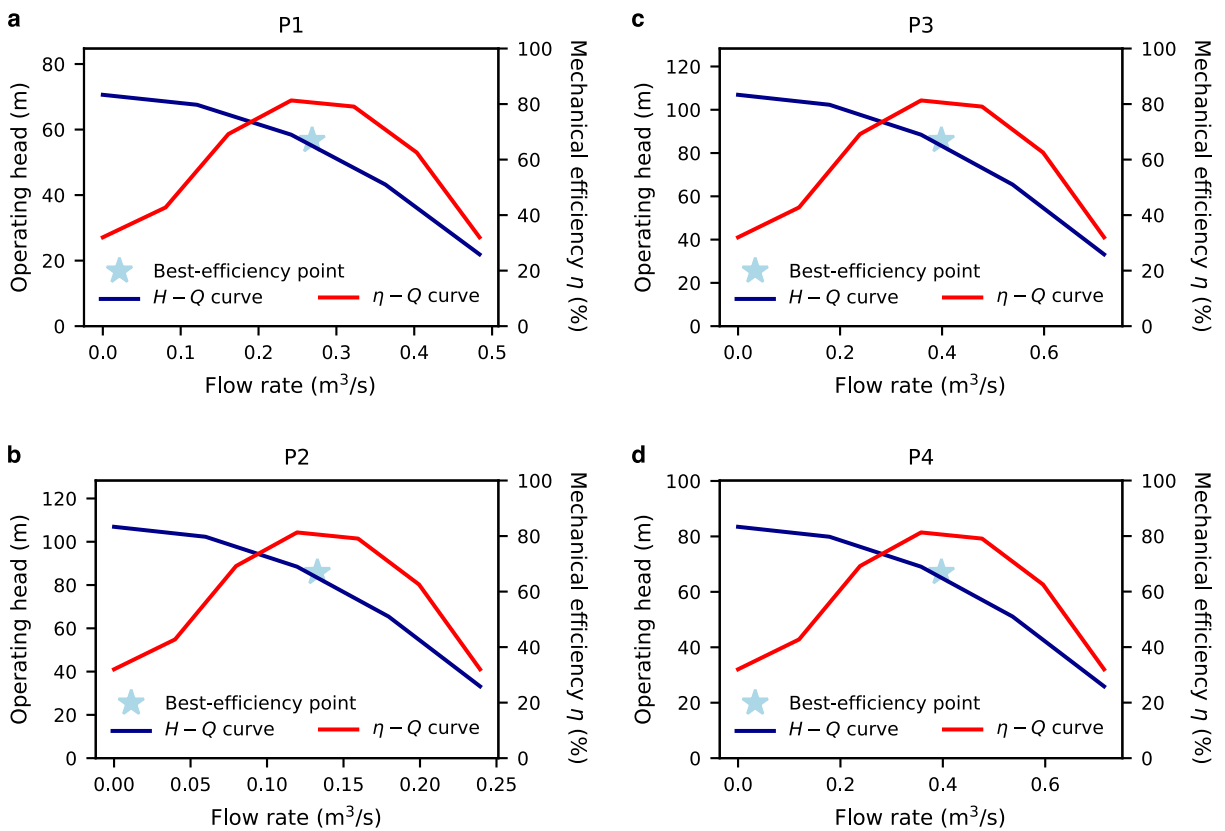 a
P1
Operating head (m)
80
60
40
20
0
100
80
60
40
20
0
Mechanical efficiency η (%)
Best-efficiency point
H − Q curve
η − Q curve
0.0 0.1 0.2 0.3 0.4 0.5
Flow rate (m³/s)
c
P3
Operating head (m)
120
100
80
60
40
20
0
100
80
60
40
20
0
Mechanical efficiency η (%)
Best-efficiency point
H − Q curve
η − Q curve
0.0 0.2 0.4 0.6
Flow rate (m³/s)
b
P2
Operating head (m)
120
100
80
60
40
20
0
100
80
60
40
20
0
Mechanical efficiency η (%)
Best-efficiency point
H − Q curve
η − Q curve
0.00 0.05 0.10 0.15 0.20 0.25
Flow rate (m³/s)
d
P4
Operating head (m)
100
80
60
40
20
0
100
80
60
40
20
0
Mechanical efficiency η (%)
Best-efficiency point
H − Q curve
η − Q curve
0.0 0.2 0.4 0.6
Flow rate (m³/s)